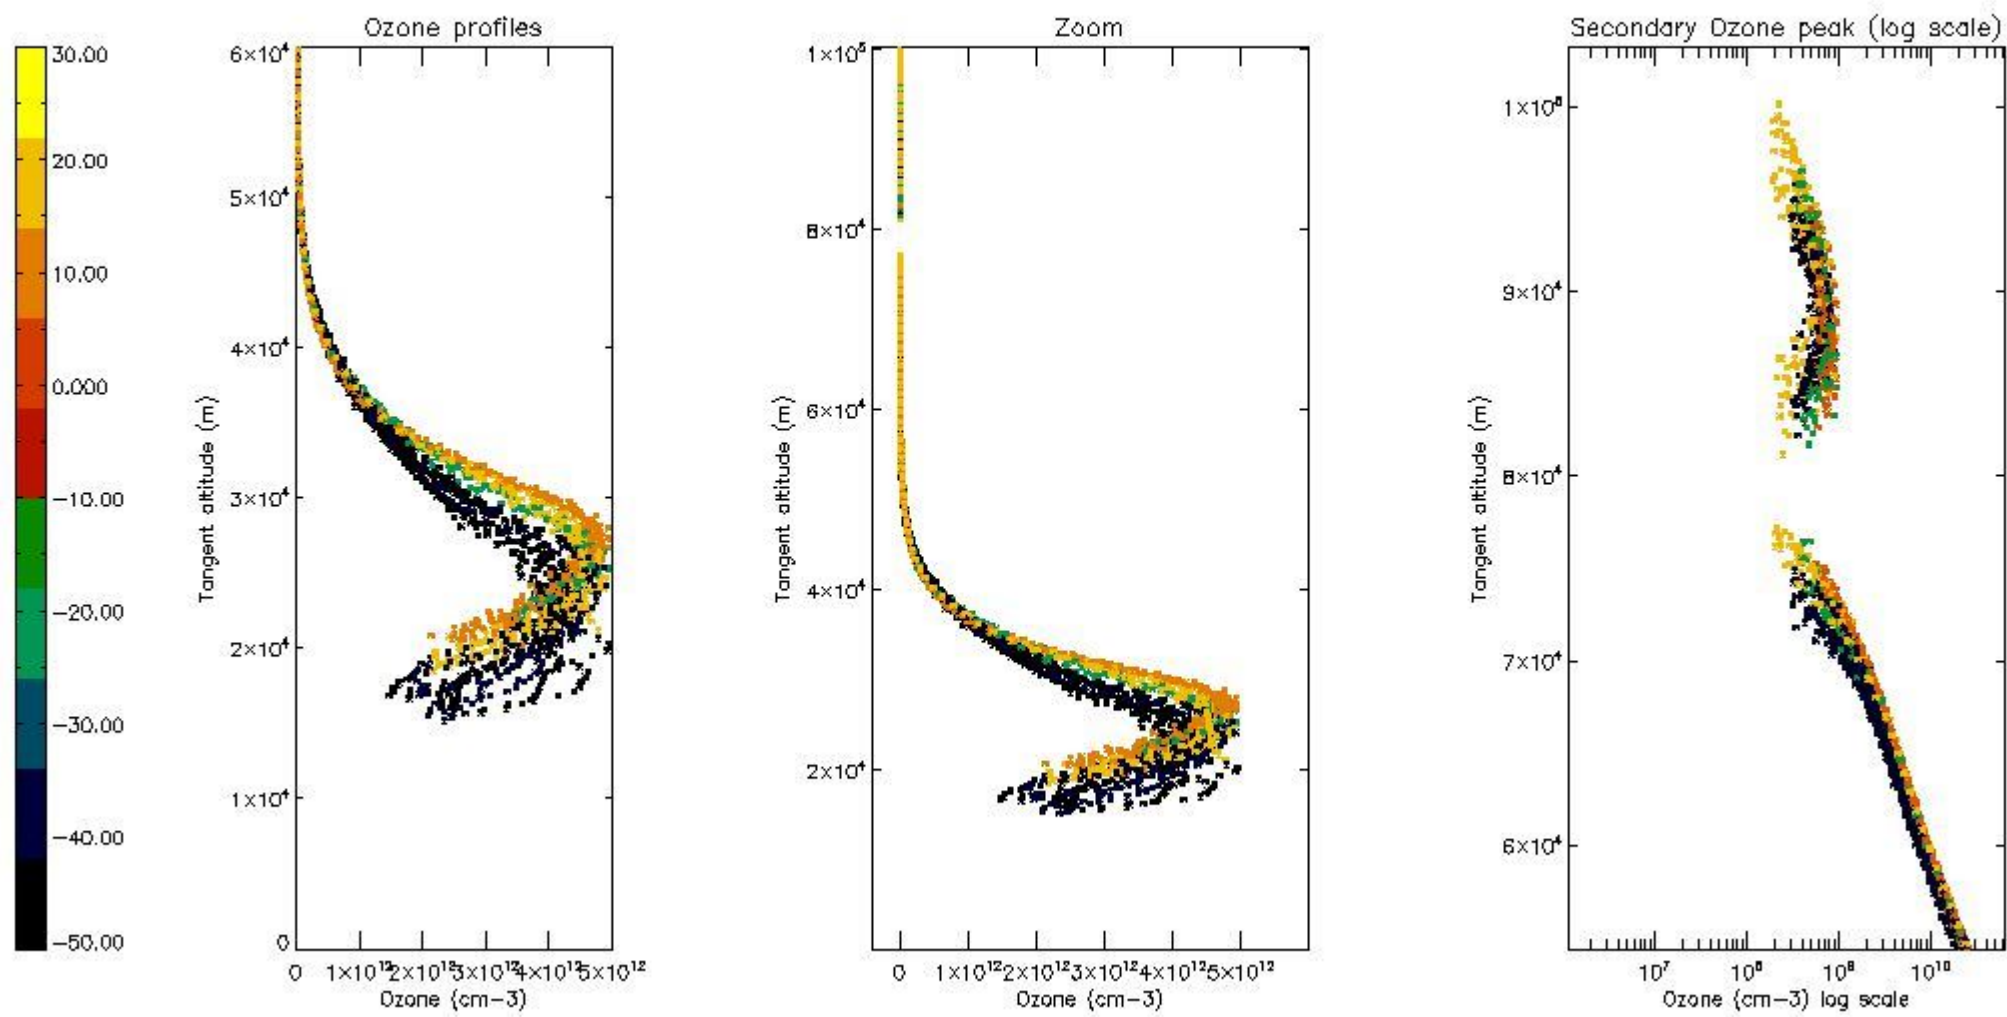 Ozone profiles
Zoom
Secondary Ozone peak (log scale)
30.00
20.00
10.00
0.000
-10.00
-20.00
-30.00
-40.00
-50.00
6×10⁴
5×10⁴
4×10⁴
3×10⁴
2×10⁴
1×10⁴
0
Tangent altitude (m)
0 1×10¹² 2×10¹² 3×10¹² 4×10¹² 5×10¹²
Ozone (cm-3)
1×10⁵
8×10⁴
6×10⁴
4×10⁴
2×10⁴
Tangent altitude (m)
0 1×10¹² 2×10¹² 3×10¹² 4×10¹² 5×10¹²
Ozone (cm-3)
1×10⁵
9×10⁴
8×10⁴
7×10⁴
6×10⁴
Tangent altitude (m)
10⁷ 10⁸ 10⁹ 10¹⁰
Ozone (cm-3) log scale